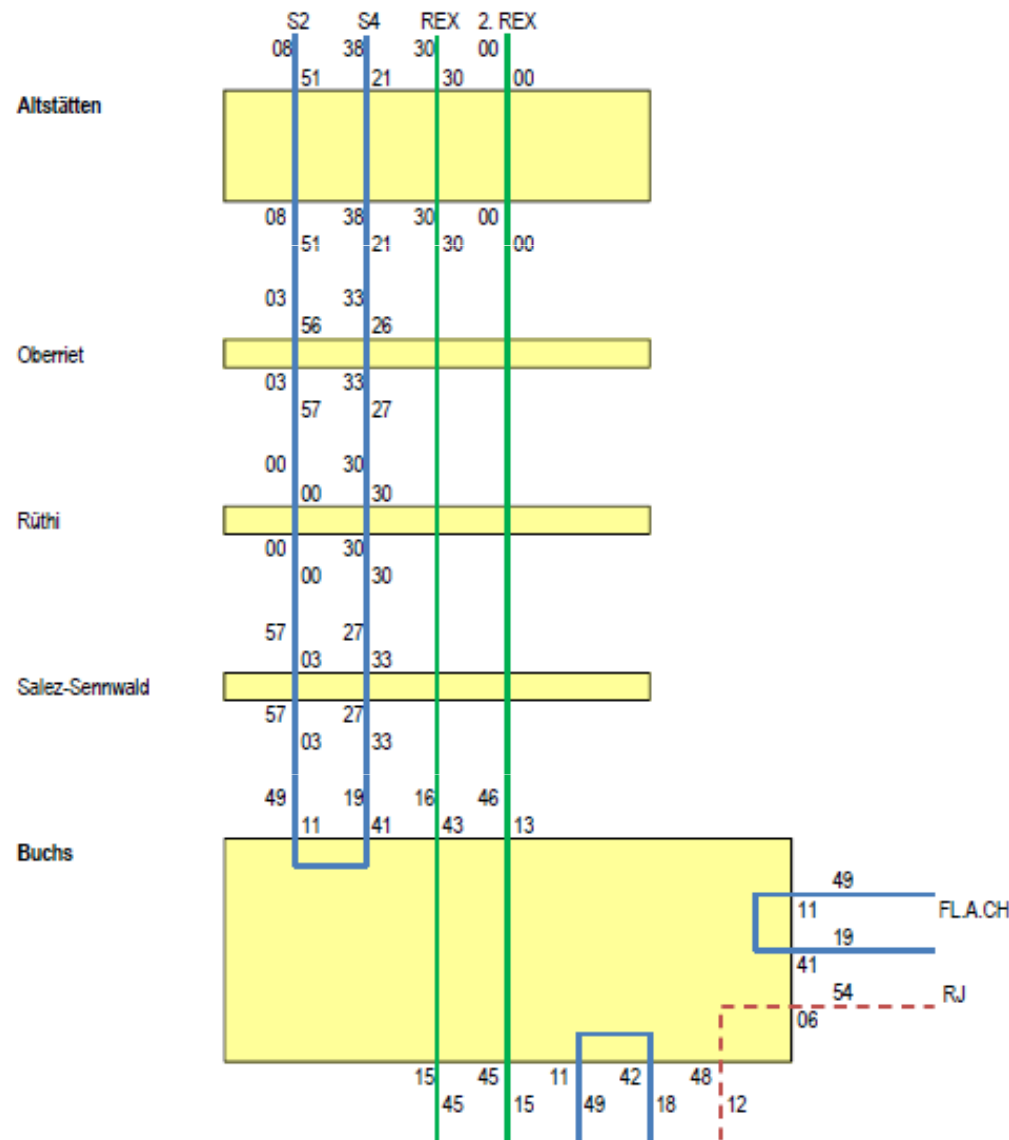 S2 S4 REX 2. REX
08 38 30 00
51 21 30 00
Altstätten
08 38 30 00
51 21 30 00
03 33
56 26
Oberriet
03 33
57 27
00 30
00 30
Rüthi
00 30
00 30
57 27
03 33
Salez-Sennwald
57 27
03 33
49 19 16 46
11 41 43 13
Buchs
49
11 FL.A.CH
19
41
54 RJ
06
15 45 11 42 48
45 15 49 18 12